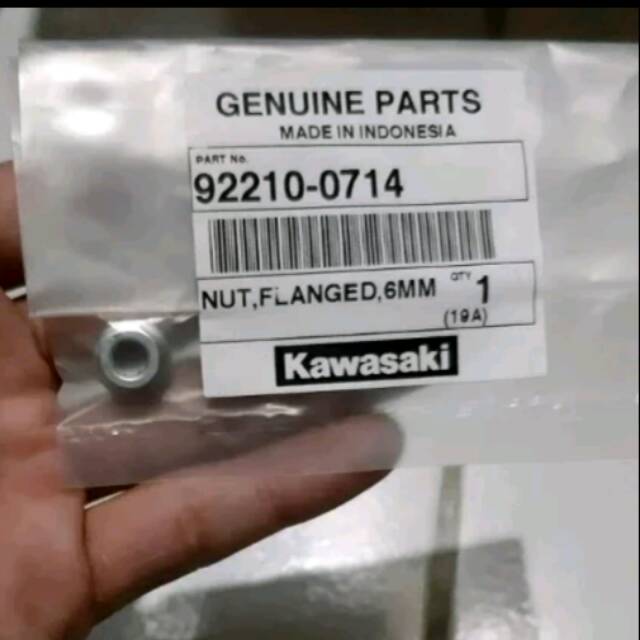 GENUINE PARTS
MADE IN INDONESIA
PART No.
92210-0714
NUT,FLANGED,6MM QTY 1
(19A)
Kawasaki